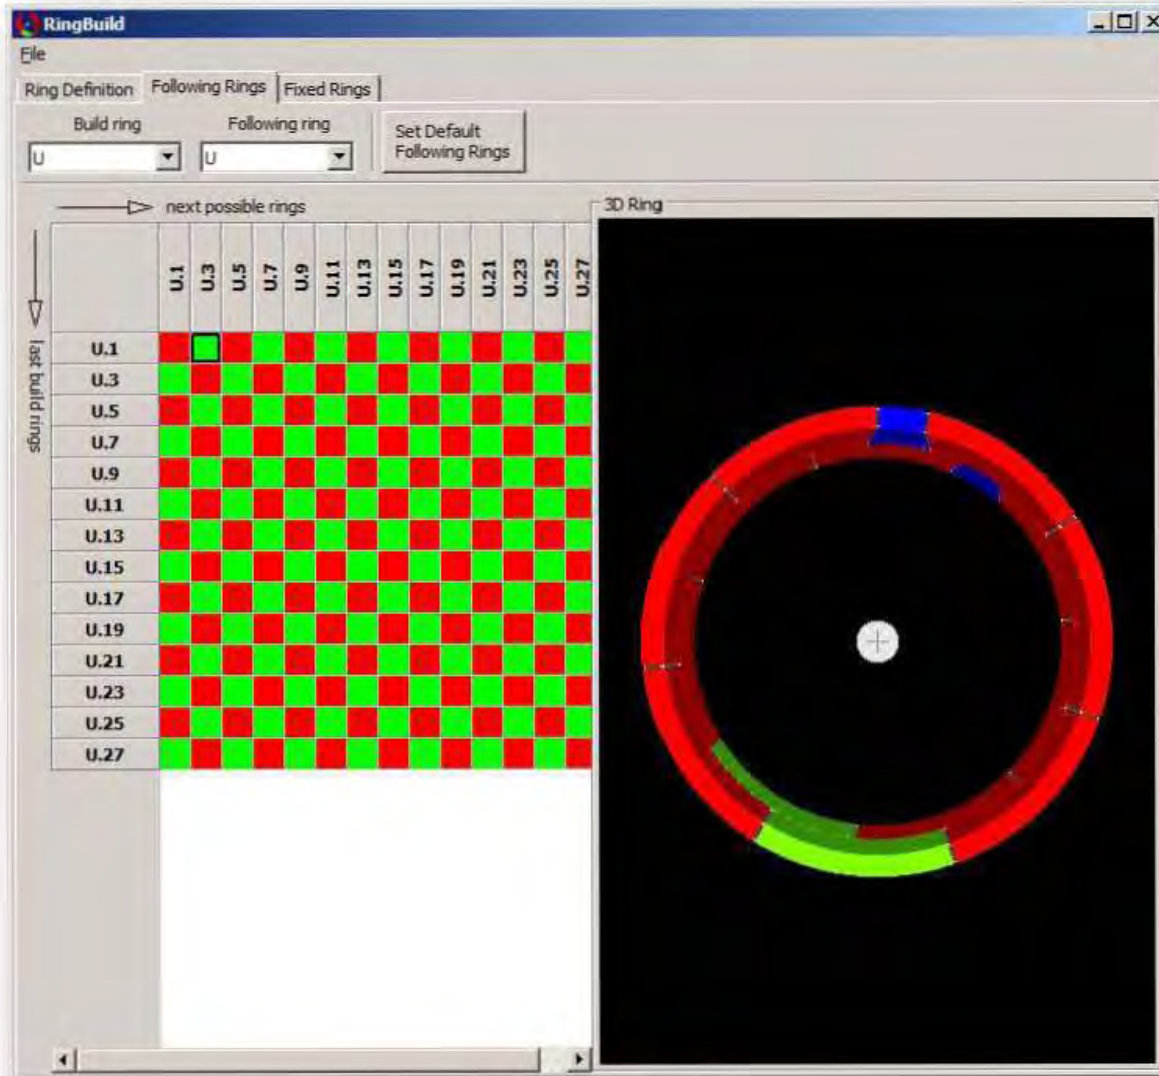 RingBuild
File
Ring Definition Following Rings Fixed Rings
Build ring Following ring
Set Default
Following Rings
U U
next possible rings
3D Ring
last build rings
U.1 U.3 U.5 U.7 U.9 U.11 U.13 U.15 U.17 U.19 U.21 U.23 U.25 U.27
U.1
U.3
U.5
U.7
U.9
U.11
U.13
U.15
U.17
U.19
U.21
U.23
U.25
U.27